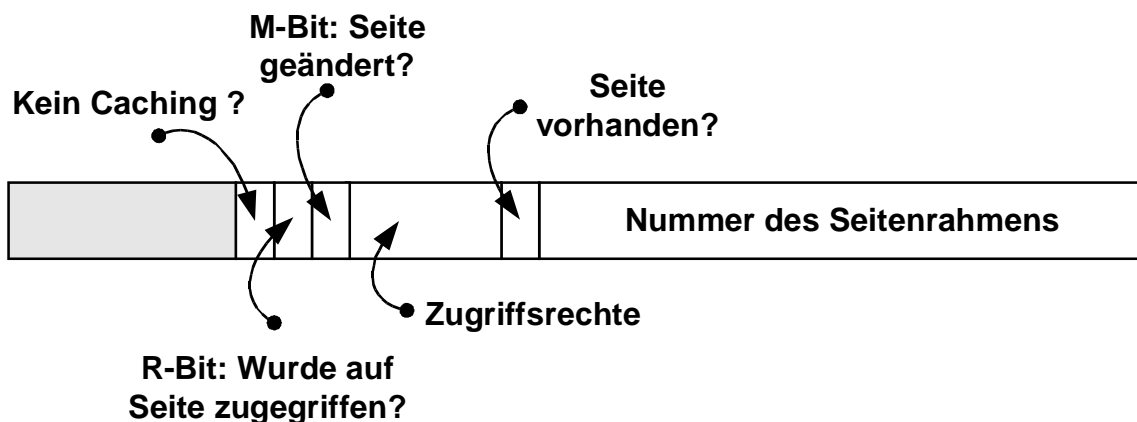 M-Bit: Seite
geändert?
Kein Caching ?
Seite
vorhanden?
Nummer des Seitenrahmens
Zugriffsrechte
R-Bit: Wurde auf
Seite zugegriffen?